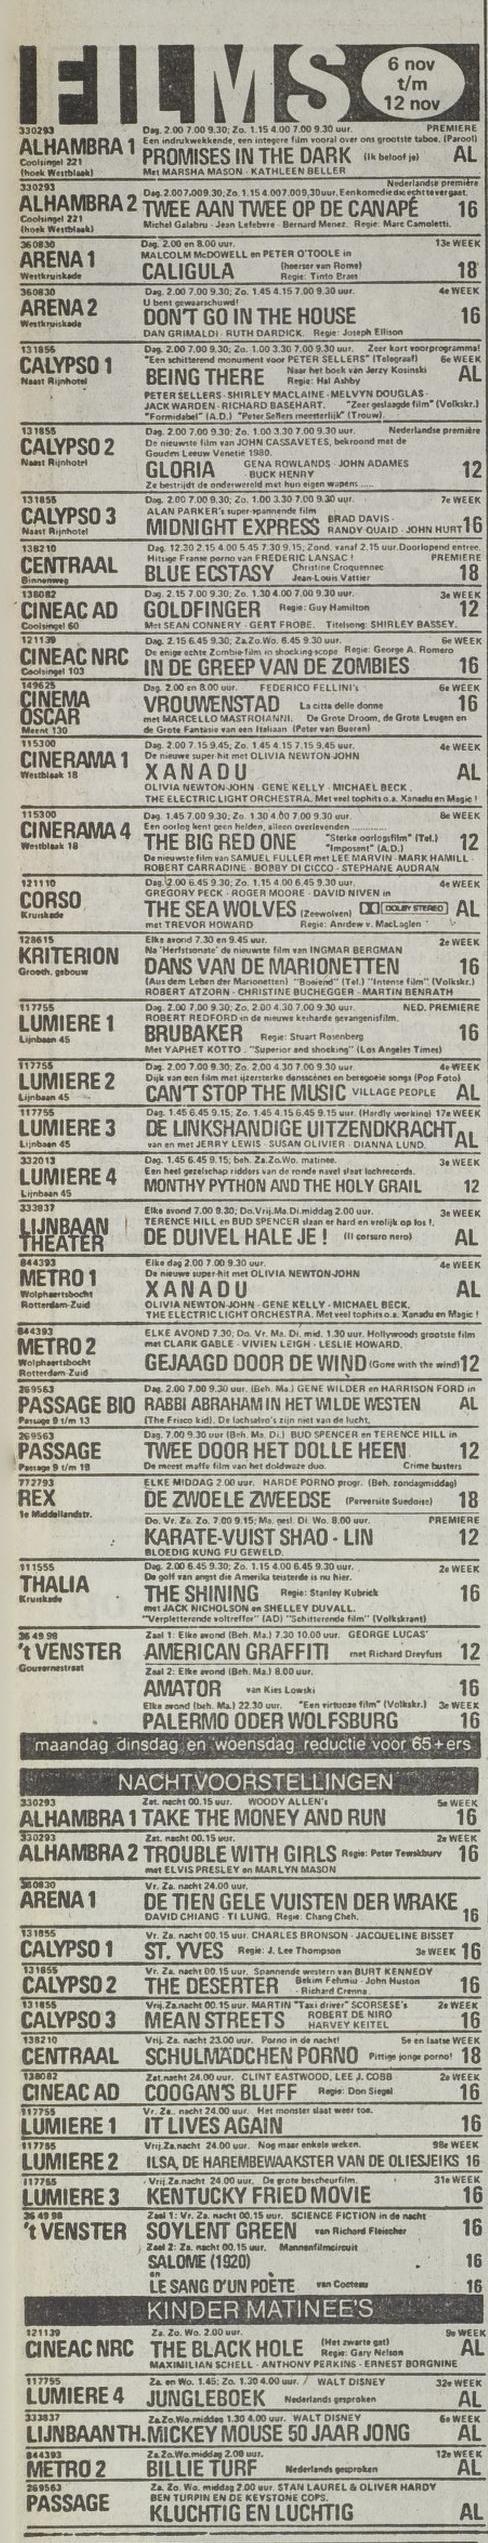 FILMS
6 nov
t/m
12 nov
330293 Dag. 2.00 7.00 9.30; Zo. 1.15 4.00 7.00 9.30 uur. PREMIERE
Een indrukwekkende, een integere film vooral over ons grootste taboe. (Parool)
ALHAMBRA 1 PROMISES IN THE DARK (Ik beloof je) AL
Coolsingel 221
(hoek Westblaak) Met MARSHA MASON - KATHLEEN BELLER
330293 Nederlandse première
Dag. 2.00 7.00 9.30; Zo. 1.15 4.00 7.00 9.30 uur. Een komedie die echt tevergaat.
ALHAMBRA 2 TWEE AAN TWEE OP DE CANAPÉ 16
Coolsingel 221
(hoek Westblaak) Michel Galabru - Jean Lefebvre - Bernard Menez. Regie: Marc Camoletti.
360830 Dag. 2.00 en 8.00 uur. 13e WEEK
MALCOLM McDOWELL en PETER O'TOOLE in
ARENA 1 CALIGULA (heerser van Rome) 18
Westkruiskade Regie: Tinto Brass
360830 Dag. 2.00 7.00 9.30; Zo. 1.45 4.15 7.15 9.30 uur. 4e WEEK
U bent gewaarschuwd!
ARENA 2 DON'T GO IN THE HOUSE 16
Westkruiskade
DAN GRIMALDI - RUTH DARDICK. Regie: Joseph Ellison
131855 Dag. 2.00 7.00 9.30; Zo. 1.00 3.30 7.00 9.30 uur. Zeer kort voorprogramma!
"Een schitterend monument voor PETER SELLERS" (Telegraaf) 6e WEEK
CALYPSO 1 BEING THERE Naar het boek van Jerzy Kosinski AL
Naast Rijnhotel Regie: Hal Ashby
PETER SELLERS - SHIRLEY MACLAINE - MELVYN DOUGLAS -
JACK WARDEN - RICHARD BASEHART. "Zeer geslaagde film" (Volkskr.)
"Formidabel" (A.D.) "Peter Sellers meesterlijk" (Trouw).
131855 Dag. 2.00 7.00 9.30; Zo. 1.00 3.30 7.00 9.30 uur. Nederlandse première
CALYPSO 2 De nieuwste film van JOHN CASSAVETES, bekroond met de
Naast Rijnhotel Gouden Leeuw Venetie 1980.
GLORIA GENA ROWLANDS - JOHN ADAMES 12
- BUCK HENRY
Ze bestrijdt de onderwereld met hun eigen wapens .....
131855 Dag. 2.00 7.00 9.30; Zo. 1.00 3.30 7.00 9.30 uur. 7e WEEK
ALAN PARKER's super-spannende film
CALYPSO 3 MIDNIGHT EXPRESS BRAD DAVIS - 16
Naast Rijnhotel RANDY QUAID - JOHN HURT
138210 Dag. 12.30 2.15 4.00 5.45 7.30 9.15; Zond. vanaf 2.15 uur. Doorlopend entree.
Hitsige Franse porno van FREDERIC LANSAC ! PREMIERE
CENTRAAL BLUE ECSTASY Christine Croquennec 18
Binnenweg Jean-Louis Vattier
138082 Dag. 2.15 7.00 9.30; Zo. 1.30 4.00 7.00 9.30 uur. 3e WEEK
CINEAC AD GOLDFINGER Regie: Guy Hamilton 12
Coolsingel 60 Met SEAN CONNERY - GERT FROBE. Titelsong: SHIRLEY BASSEY.
121139 Dag. 2.15 6.45 9.30; Za.Zo.Wo. 6.45 9.30 uur. 6e WEEK
De enige echte Zombie-film in shocking-scope Regie: George A. Romero
CINEAC NRC IN DE GREEP VAN DE ZOMBIES 16
Coolsingel 103
149625 Dag. 2.00 en 8.00 uur. FEDERICO FELLINI's 6e WEEK
CINEMA OSCAR VROUWENSTAD La citta delle donne 16
Meent 130 met MARCELLO MASTROIANNI. De Grote Droom, de Grote Leugen en
de Grote Fantasie van een Italiaan (Peter van Bueren)
115300 Dag. 2.00 7.15 9.45; Zo. 1.45 4.15 7.15 9.45 uur. 4e WEEK
De nieuwe super-hit met OLIVIA NEWTON-JOHN
CINERAMA 1 XANADU AL
Westblaak 18
OLIVIA NEWTON-JOHN - GENE KELLY - MICHAEL BECK.
THE ELECTRIC LIGHT ORCHESTRA. Met veel tophits o.a. Xanadu en Magic !
115300 Dag. 1.45 7.00 9.30; Zo. 1.30 4.00 7.00 9.30 uur. 8e WEEK
Een oorlog kent geen helden, alleen overlevenden .............
CINERAMA 4 THE BIG RED ONE "Sterke oorlogsfilm" (Tel.) 12
Westblaak 18 "Imposant" (A.D.)
De nieuwste film van SAMUEL FULLER met LEE MARVIN - MARK HAMILL -
ROBERT CARRADINE - BOBBY DI CICCO - STEPHANE AUDRAN
121110 Dag. 2.00 6.45 9.30; Zo. 1.15 4.00 6.45 9.30 uur. 4e WEEK
GREGORY PECK - ROGER MOORE - DAVID NIVEN in
CORSO THE SEA WOLVES (Zeewolven) DOLBY STEREO AL
Kruiskade met TREVOR HOWARD Regie: Anrdew v. MacLaglen
128615 Elke avond 7.30 en 9.45 uur. 2e WEEK
Na 'Herfstsonate' de nieuwste film van INGMAR BERGMAN
KRITERION DANS VAN DE MARIONETTEN 16
Grooth. gebouw (Aus dem Leben der Marionetten) "Boeiend" (Tel.) "Intense film" (Volkskr.)
ROBERT ATZORN - CHRISTINE BUCHEGGER - MARTIN BENRATH
117755 Dag. 2.00 7.00 9.30; Zo. 2.00 4.30 7.00 9.30 uur. NED. PREMIERE
ROBERT REDFORD in de nieuwe keiharde gevangenisfilm.
LUMIERE 1 BRUBAKER Regie: Stuart Rosenberg 16
Lijnbaan 45
Met YAPHET KOTTO . "Superior and shocking" (Los Angeles Times)
117755 Dag. 2.00 7.00 9.30; Zo. 2.00 4.30 7.00 9.30 uur. 4e WEEK
Dijk van een film met ijzersterke dansscènes en beregoeie songs (Pop Foto)
LUMIERE 2 CAN'T STOP THE MUSIC VILLAGE PEOPLE AL
Lijnbaan 45
117755 Dag. 1.45 6.45 9.15; Zo. 1.45 4.15 6.45 9.15 uur. (Hardly working) 17e WEEK
LUMIERE 3 DE LINKSHANDIGE UITZENDKRACHT AL
Lijnbaan 45 van en met JERRY LEWIS - SUSAN OLIVIER - DIANNA LUND.
332013 Dag. 1.45 6.45 9.15; beh. Za.Zo.Wo. matinee. 3e WEEK
Een heel gezelschap ridders van de ronde navel slaat lachrecords.
LUMIERE 4 MONTHY PYTHON AND THE HOLY GRAIL 12
Lijnbaan 45
333837 Elke avond 7.00 9.30; Do.Vrij.Ma.Di.middag 2.00 uur. 3e WEEK
TERENCE HILL en BUD SPENCER slaan er hard en vrolijk op los !.
LIJNBAAN THEATER DE DUIVEL HALE JE ! (Il corsaro nero) AL
844393 Elke dag 2.00 7.00 9.30 uur. 4e WEEK
De nieuwe super-hit met OLIVIA NEWTON-JOHN
METRO 1 XANADU AL
Wolphaertsbocht
Rotterdam-Zuid OLIVIA NEWTON-JOHN - GENE KELLY - MICHAEL BECK.
THE ELECTRIC LIGHT ORCHESTRA. Met veel tophits o.a. Xanadu en Magic !
844393 ELKE AVOND 7.30; Do. Vr. Ma. Di. mid. 1.30 uur. Hollywoods grootste film
met CLARK GABLE - VIVIEN LEIGH - LESLIE HOWARD.
METRO 2 GEJAAGD DOOR DE WIND (Gone with the wind) 12
Wolphaertsbocht
Rotterdam-Zuid
269563 Dag. 2.00 7.00 9.30 uur. (Beh. Ma.) GENE WILDER en HARRISON FORD in
PASSAGE BIO RABBI ABRAHAM IN HET WILDE WESTEN AL
Passage 9 t/m 13 (The Frisco kid). De lachsalvo's zijn niet van de lucht.
269563 Dag. 7.00 9.30 uur (Beh. Ma. Di.) BUD SPENCER en TERENCE HILL in
PASSAGE TWEE DOOR HET DOLLE HEEN 12
Passage 9 t/m 19 De meest maffe film van het doldwaze duo. Crime busters
772793 ELKE MIDDAG 2.00 uur. HARDE PORNO progr. (Beh. zondagmiddag)
REX DE ZWOELE ZWEEDSE (Perversite Suedoise) 18
1e Middellandstr.
Do. Vr. Za. Zo. 7.00 9.15; Ma. gesl. Di. Wo. 8.00 uur. PREMIERE
KARATE-VUIST SHAO - LIN 12
BLOEDIG KUNG FU GEWELD.
111555 Dag. 2.00 6.45 9.30; Zo. 1.15 4.00 6.45 9.30 uur. 2e WEEK
De golf van angst die Amerika teisterde is nu hier.
THALIA THE SHINING Regie: Stanley Kubrick 16
Kruiskade met JACK NICHOLSON en SHELLEY DUVALL.
"Verpletterende voltreffer" (AD) "Schitterende film" (Volkskrant)
36 49 98 Zaal 1: Elke avond (Beh. Ma.) 7.30 10.00 uur. GEORGE LUCAS'
't VENSTER AMERICAN GRAFFITI met Richard Dreyfuss 12
Gouvernestraat
Zaal 2: Elke avond (Beh. Ma.) 8.00 uur.
AMATOR van Kies Lowski 16
Elke avond (beh. Ma.) 22.30 uur. "Een virtuoze film" (Volkskr.) 3e WEEK
PALERMO ODER WOLFSBURG 16
maandag dinsdag en woensdag reductie voor 65+ers
NACHTVOORSTELLINGEN
330293 Zat. nacht 00.15 uur. WOODY ALLEN's 5e WEEK
ALHAMBRA 1 TAKE THE MONEY AND RUN 16
330293 Zat. nacht 00.15 uur. 2e WEEK
ALHAMBRA 2 TROUBLE WITH GIRLS Regie: Peter Tewskbury 16
met ELVIS PRESLEY en MARLYN MASON
360830 Vr. Za. nacht 24.00 uur.
ARENA 1 DE TIEN GELE VUISTEN DER WRAKE 16
DAVID CHIANG - TI LUNG. Regie: Chang Cheh.
131855 Vr. Za. nacht 00.15 uur. CHARLES BRONSON - JACQUELINE BISSET
CALYPSO 1 ST. YVES Regie: J. Lee Thompson 3e WEEK 16
131855 Vr. Za. nacht 00.15 uur. Spannende western van BURT KENNEDY
CALYPSO 2 THE DESERTER Bekim Fehmiu - John Huston 16
- Richard Crenna
131855 Vrij.Za.nacht 00.15 uur. MARTIN "Taxi driver" SCORSESE's 2e WEEK
CALYPSO 3 MEAN STREETS ROBERT DE NIRO 16
HARVEY KEITEL
138210 Vrij. Za. nacht 23.00 uur. Porno in de nacht! 5e en laatse WEEK
CENTRAAL SCHULMÄDCHEN PORNO Pittige jonge porno! 18
138082 Zat.nacht 24.00 uur. CLINT EASTWOOD, LEE J. COBB 2e WEEK
CINEAC AD COOGAN'S BLUFF Regie: Don Siegel 16
117755 Vr. Za.. nacht 24.00 uur. Het monster slaat weer toe.
LUMIERE 1 IT LIVES AGAIN 16
117755 Vrij.Za.nacht 24.00 uur. Nog maar enkele weken. 98e WEEK
LUMIERE 2 ILSA, DE HAREMBEWAAKSTER VAN DE OLIESJEIKS 16
117755 Vrij.Za.nacht 24.00 uur. De grote bescheurfilm. 31e WEEK
LUMIERE 3 KENTUCKY FRIED MOVIE 16
36 49 98 Zaal 1: Vr. Za. nacht 00.15 uur. SCIENCE FICTION in de nacht
't VENSTER SOYLENT GREEN van Richard Fleischer 16
Zaal 2: Za. nacht 00.15 uur. Mannenfilmcircuit
SALOME (1920) 16
en
LE SANG D'UN POÈTE van Cocteau 16
KINDER MATINEE'S
121139 Za. Zo. Wo. 2.00 uur. 9e WEEK
CINEAC NRC THE BLACK HOLE (Het zwarte gat) AL
Regie: Gary Nelson
MAXIMILIAN SCHELL - ANTHONY PERKINS - ERNEST BORGNINE
117755 Za. en Wo. 1.45; Zo. 1.30 4.00 uur. / WALT DISNEY 32e WEEK
LUMIERE 4 JUNGLEBOEK Nederlands gesproken AL
333837 Za.Zo.Wo.middag 1.30 4.00 uur. WALT DISNEY 6e WEEK
LIJNBAAN TH. MICKEY MOUSE 50 JAAR JONG AL
844393 Za.Zo.Wo.middag 2.00 uur. 12e WEEK
METRO 2 BILLIE TURF Nederlands gesproken AL
269563 Za. Zo. Wo. middag 2.00 uur. STAN LAUREL & OLIVER HARDY
BEN TURPIN EN DE KEYSTONE COPS.
PASSAGE KLUCHTIG EN LUCHTIG AL